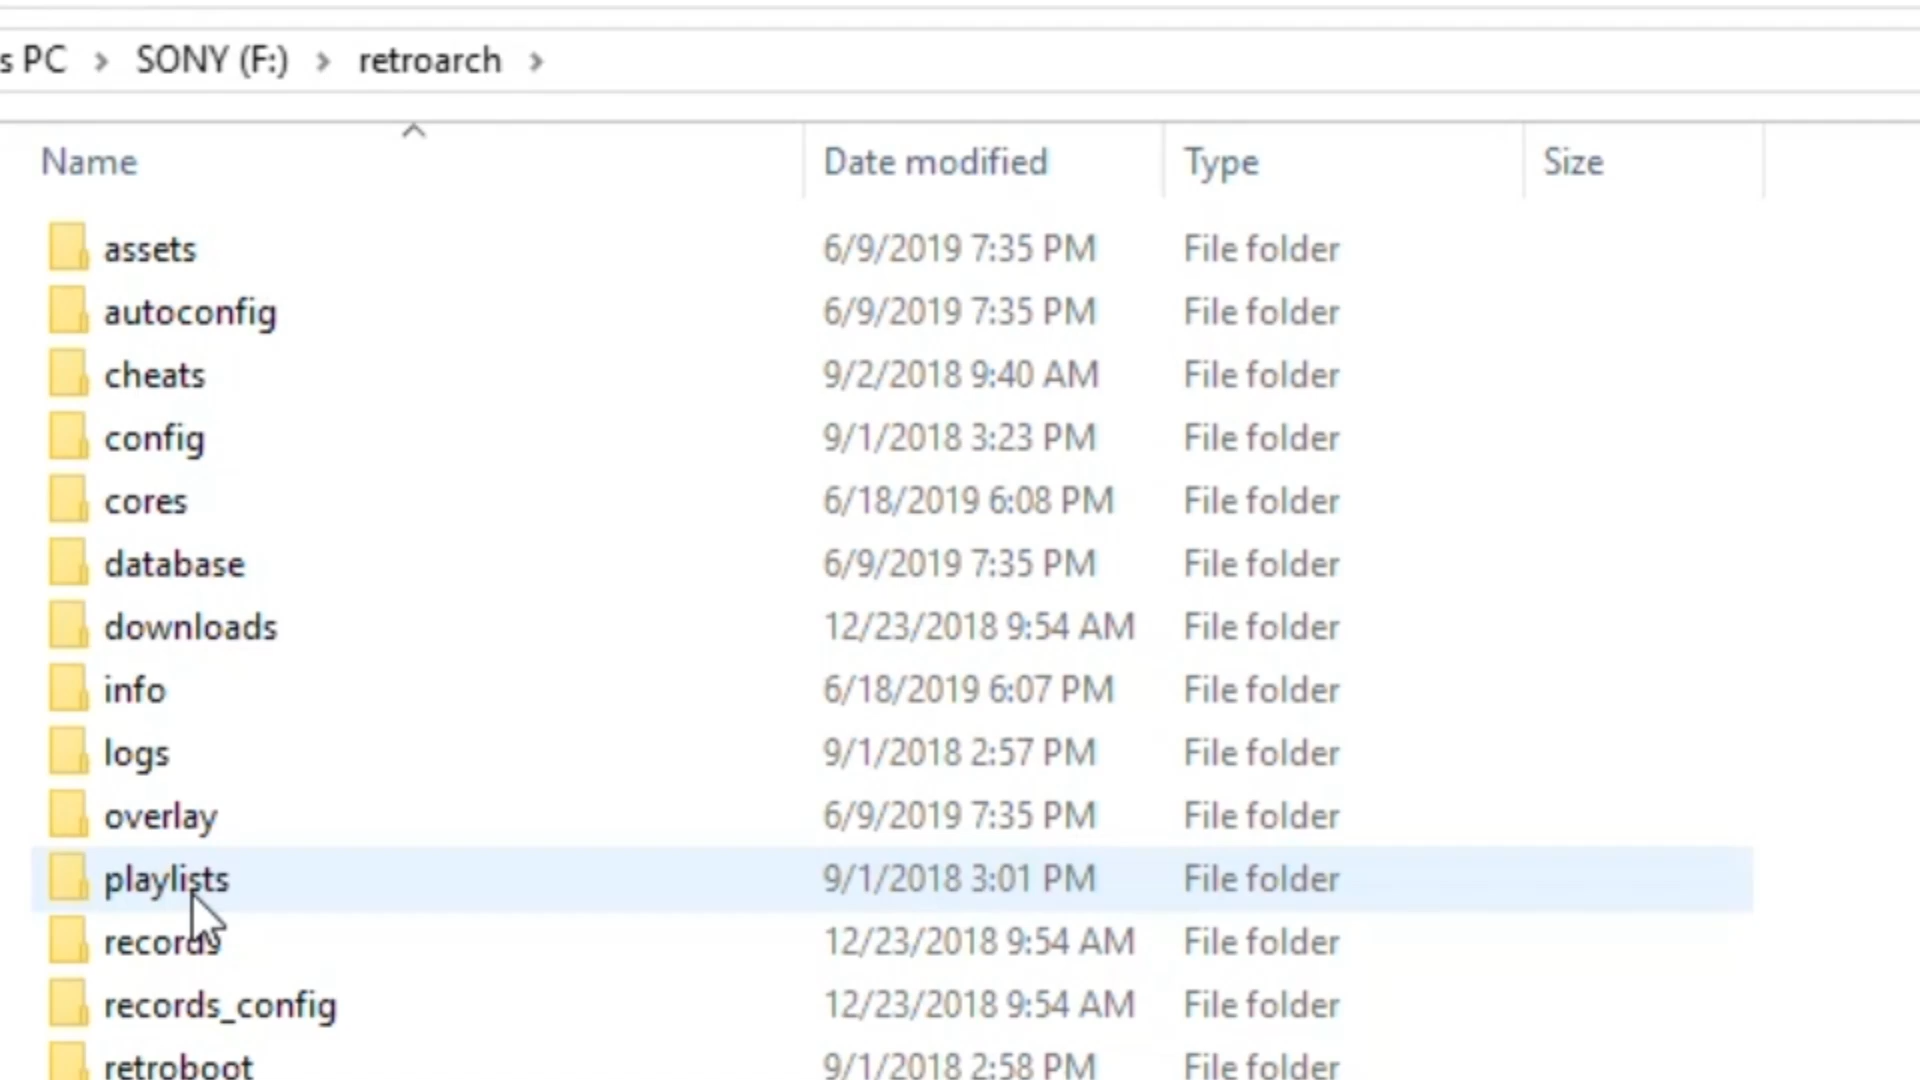 s PC > SONY (F:) > retroarch >
Name Date modified Type Size
assets 6/9/2019 7:35 PM File folder
autoconfig 6/9/2019 7:35 PM File folder
cheats 9/2/2018 9:40 AM File folder
config 9/1/2018 3:23 PM File folder
cores 6/18/2019 6:08 PM File folder
database 6/9/2019 7:35 PM File folder
downloads 12/23/2018 9:54 AM File folder
info 6/18/2019 6:07 PM File folder
logs 9/1/2018 2:57 PM File folder
overlay 6/9/2019 7:35 PM File folder
playlists 9/1/2018 3:01 PM File folder
records 12/23/2018 9:54 AM File folder
records_config 12/23/2018 9:54 AM File folder
retroboot 9/1/2018 2:58 PM File folder